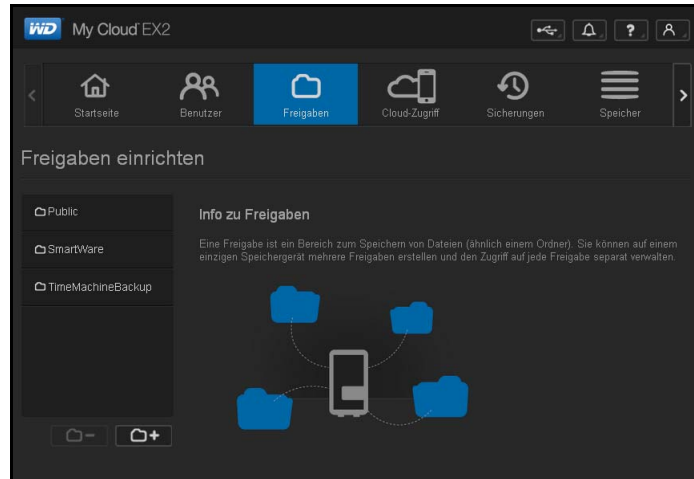 WD My Cloud EX2
?
Startseite
Benutzer
Freigaben
Cloud-Zugriff
Sicherungen
Speicher
Freigaben einrichten
Public
SmartWare
TimeMachineBackup
Info zu Freigaben
Eine Freigabe ist ein Bereich zum Speichern von Dateien (ähnlich einem Ordner). Sie können auf einem
einzigen Speichergerät mehrere Freigaben erstellen und den Zugriff auf jede Freigabe separat verwalten.